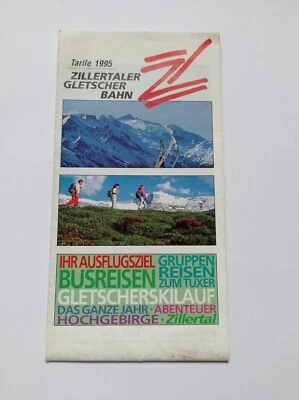 Tarife 1995
ZILLERTALER
GLETSCHER
BAHN
Z
IHR AUSFLUGSZIEL GRUPPEN
BUSREISEN REISEN
ZUM TUXER
GLETSCHERSKILAUF
DAS GANZE JAHR · ABENTEUER
HOCHGEBIRGE · Zillertal